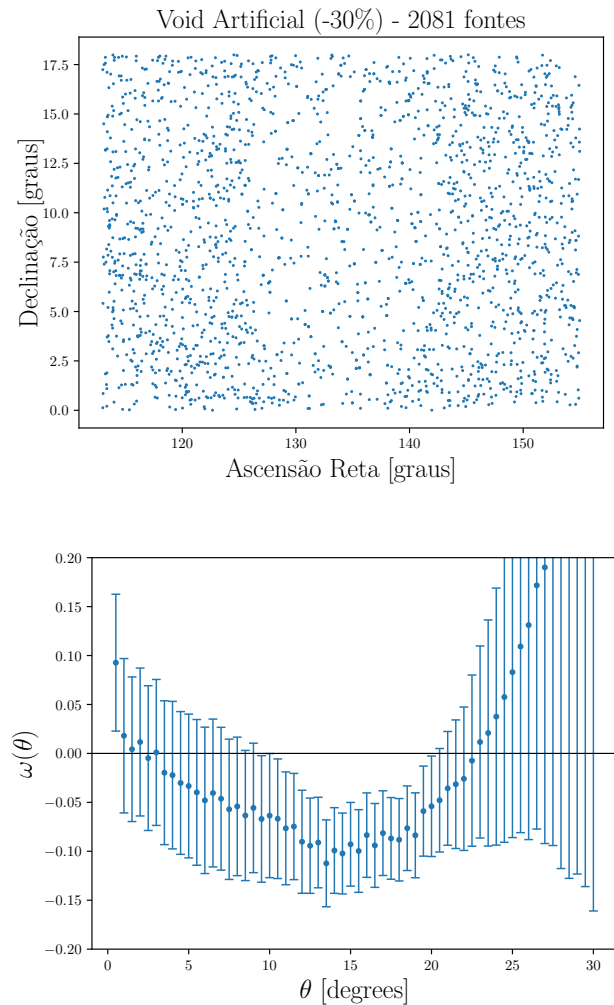 Void Artificial (-30%) - 2081 fontes
17.5
15.0
12.5
10.0
7.5
5.0
2.5
0.0
Declinação [graus]
120 130 140 150
Ascensão Reta [graus]
0.20
0.15
0.10
0.05
0.00
−0.05
−0.10
−0.15
−0.20
ω(θ)
0 5 10 15 20 25 30
θ [degrees]